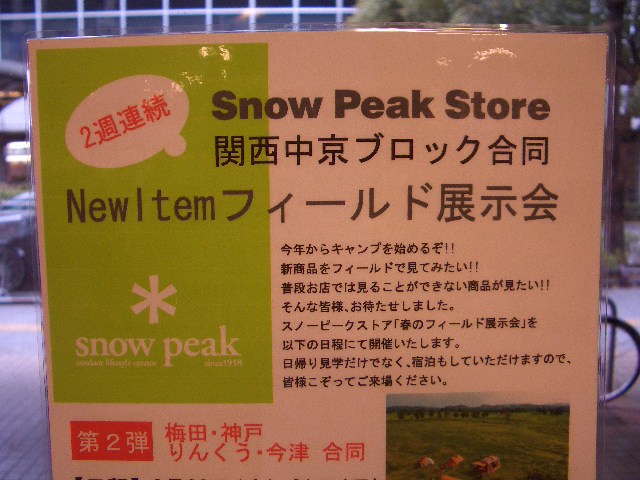 2週連続
Snow Peak Store
関西中京ブロック合同
NewItemフィールド展示会
今年からキャンプを始めるぞ!!
新商品をフィールドで見てみたい!!
普段お店では見ることができない商品が見たい!!
そんな皆様、お待たせしました。
スノーピークストア「春のフィールド展示会」を
以下の日程にて開催いたします。
日帰り見学だけでなく、宿泊もしていただけますので、
皆様こぞってご来場ください。
snow peak
outdoor lifestyle creator since1958
第2弾
梅田・神戸
りんくう・今津 合同